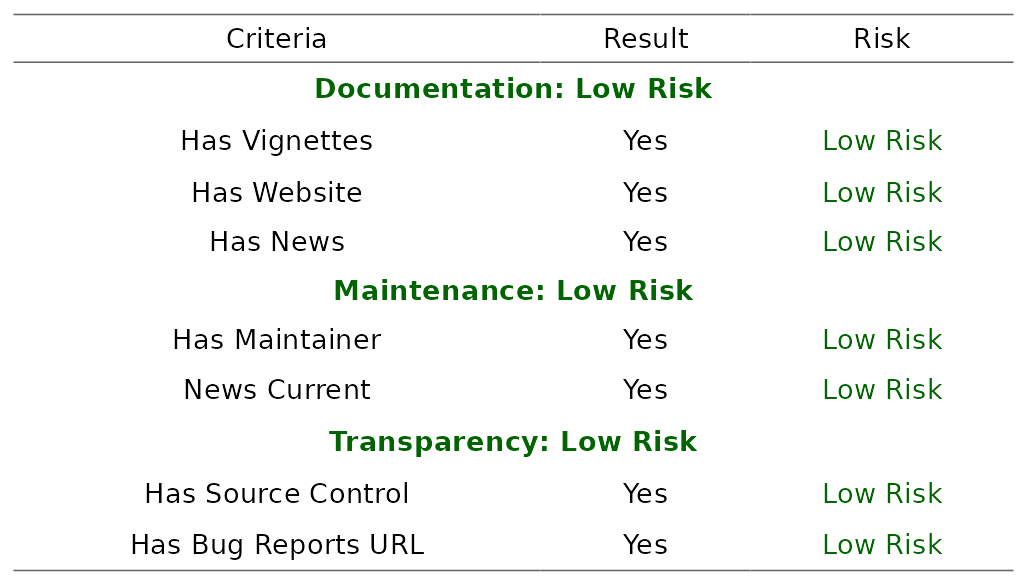 Criteria Result Risk
Documentation: Low Risk
Has Vignettes Yes Low Risk
Has Website Yes Low Risk
Has News Yes Low Risk
Maintenance: Low Risk
Has Maintainer Yes Low Risk
News Current Yes Low Risk
Transparency: Low Risk
Has Source Control Yes Low Risk
Has Bug Reports URL Yes Low Risk